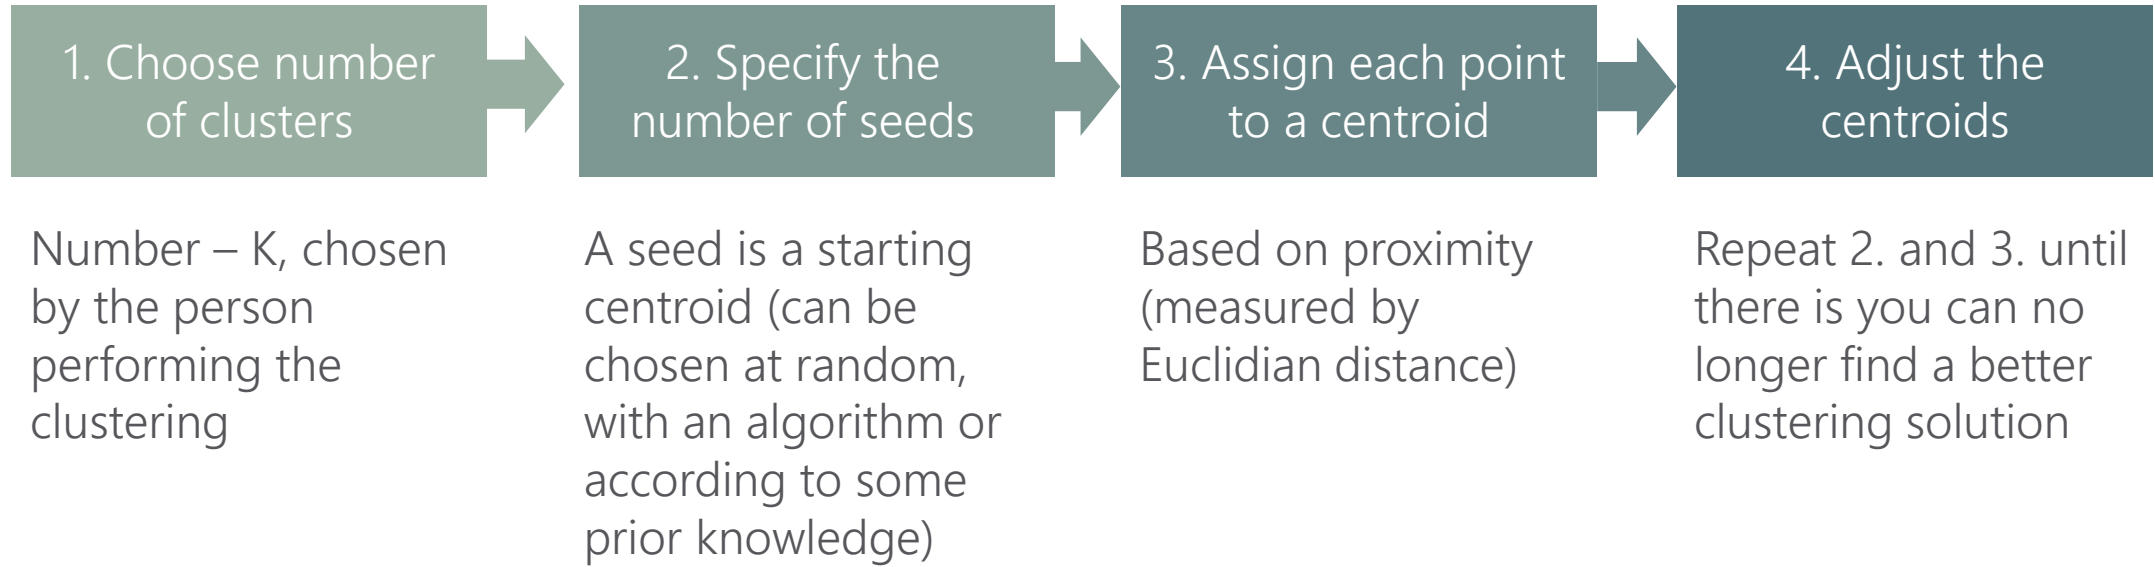 1. Choose number
of clusters
2. Specify the
number of seeds
3. Assign each point
to a centroid
4. Adjust the
centroids
Number – K, chosen
by the person
performing the
clustering
A seed is a starting
centroid (can be
chosen at random,
with an algorithm or
according to some
prior knowledge)
Based on proximity
(measured by
Euclidian distance)
Repeat 2. and 3. until
there is you can no
longer find a better
clustering solution